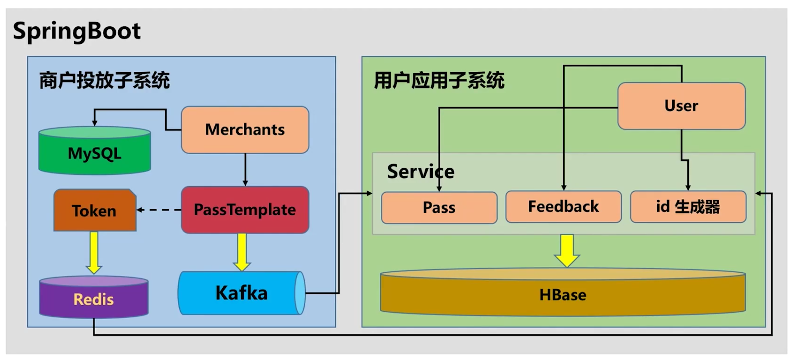 SpringBoot
商户投放子系统
Merchants
MySQL
Token
PassTemplate
Redis
Kafka
用户应用子系统
User
Service
Pass
Feedback
id 生成器
HBase